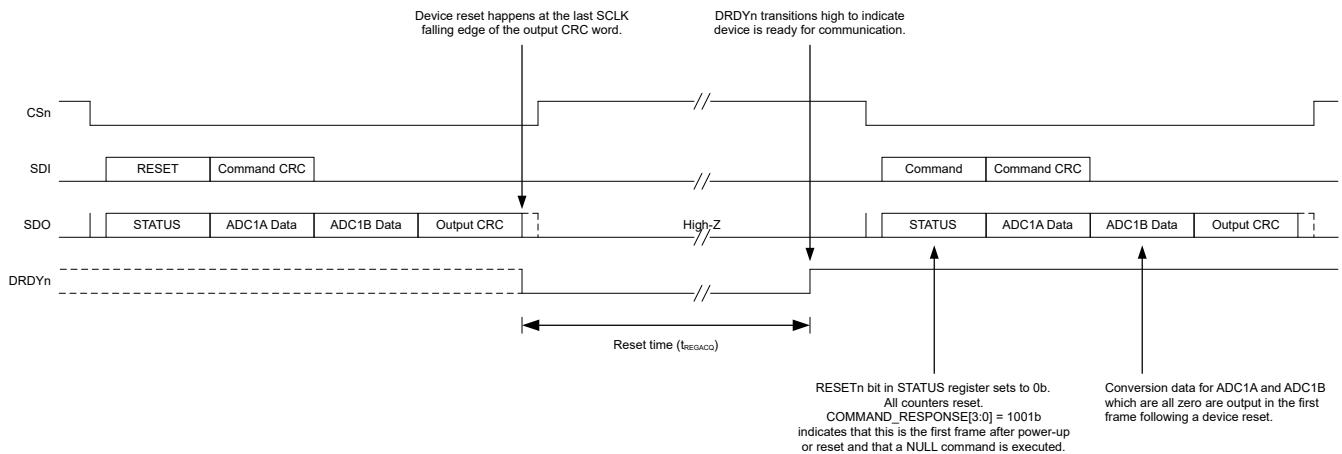 Device reset happens at the last SCLK
falling edge of the output CRC word.
DRDYn transitions high to indicate
device is ready for communication.
CSn
SDI
RESET
Command CRC
Command
Command CRC
SDO
STATUS
ADC1A Data
ADC1B Data
Output CRC
High-Z
STATUS
ADC1A Data
ADC1B Data
Output CRC
DRDYn
Reset time (tREGACQ)
RESETn bit in STATUS register sets to 0b.
All counters reset.
COMMAND_RESPONSE[3:0] = 1001b
indicates that this is the first frame after power-up
or reset and that a NULL command is executed.
Conversion data for ADC1A and ADC1B
which are all zero are output in the first
frame following a device reset.